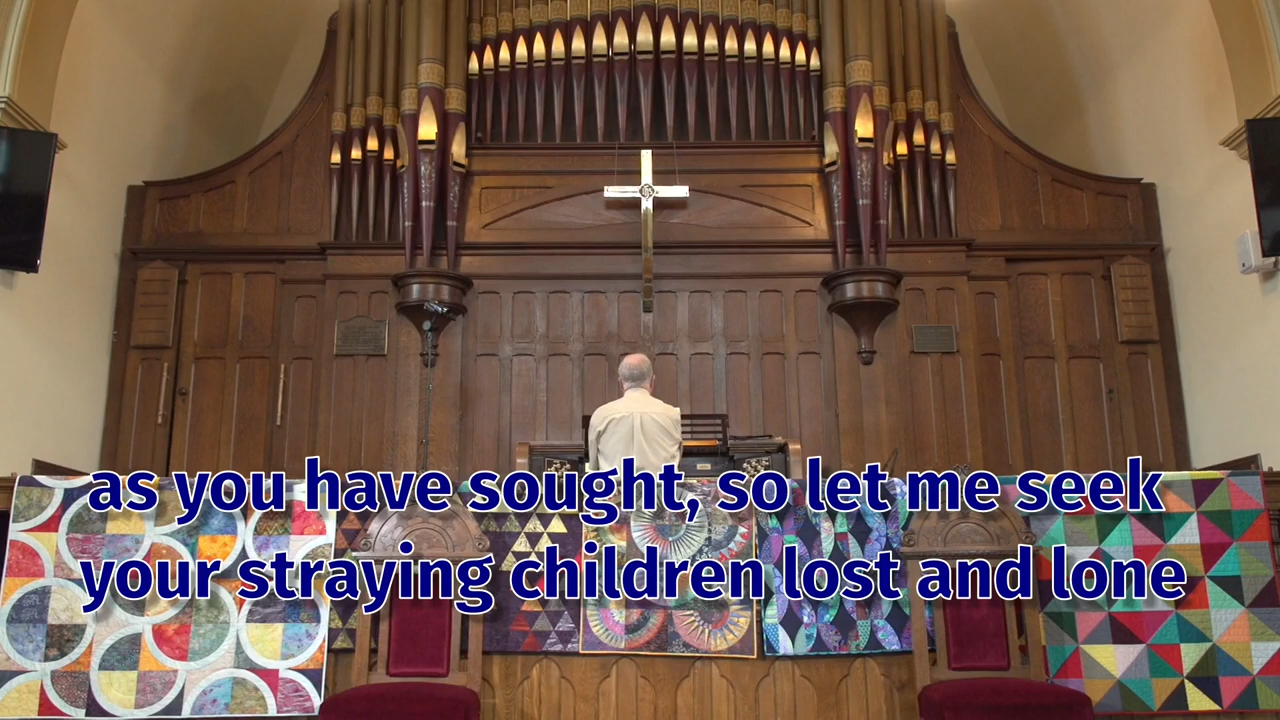 as you have sought, so let me seek
your straying children lost and lone